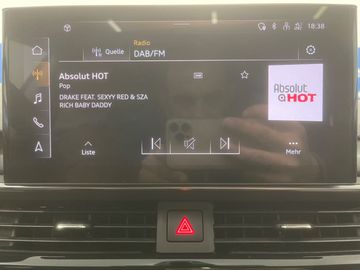 18:38
Radio
Quelle DAB/FM
Absolut HOT
Pop
DRAKE FEAT. SEXYY RED & SZA
RICH BABY DADDY
Absolut
HOT
Liste
Mehr